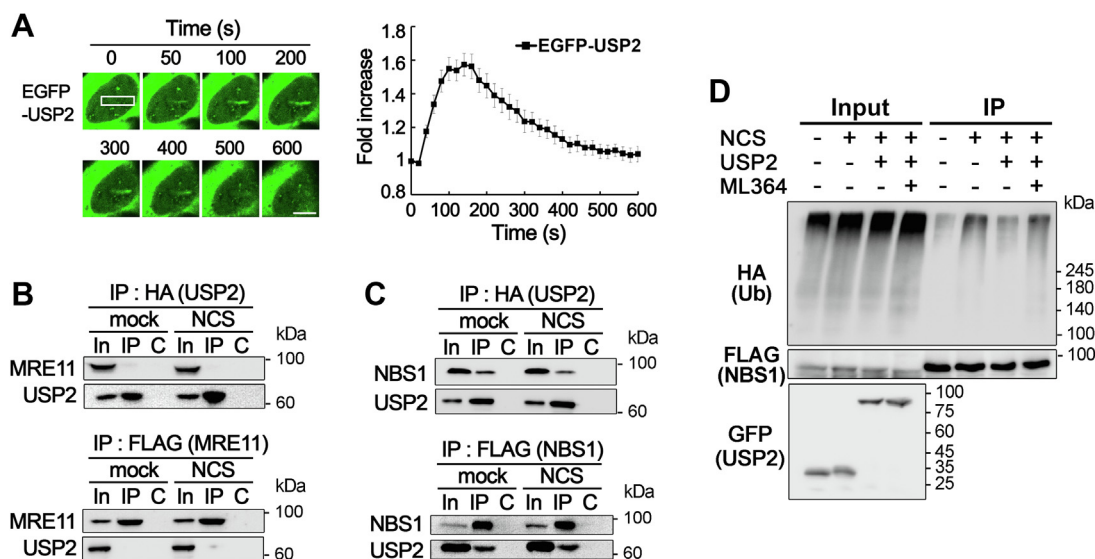 A
Time (s)
0 50 100 200
EGFP
-USP2
300 400 500 600
Fold increase
1.8
1.6
1.4
1.2
1
0.8
EGFP-USP2
0 100 200 300 400 500 600
Time (s)
B
IP : HA (USP2)
mock NCS
In IP C In IP C kDa
MRE11 100
USP2 60
IP : FLAG (MRE11)
mock NCS
In IP C In IP C kDa
MRE11 100
USP2 60
C
IP : HA (USP2)
mock NCS
In IP C In IP C kDa
NBS1 100
USP2 60
IP : FLAG (NBS1)
mock NCS
In IP C In IP C kDa
NBS1 100
USP2 60
D
Input IP
NCS - + + + - + + +
USP2 - - + + - - + +
ML364 - - - + - - - +
kDa
HA
(Ub)
245
180
140
100
FLAG
(NBS1)
100
GFP
(USP2)
100
75
45
35
25